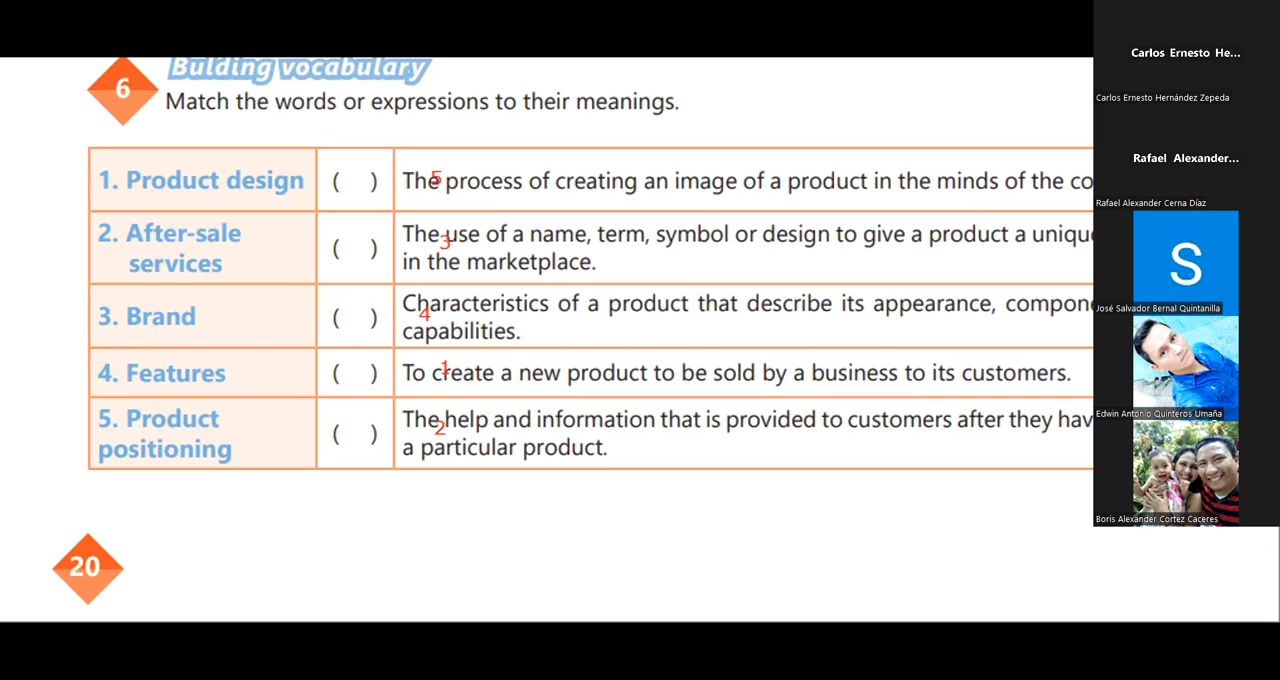 6
Bulding vocabulary
Match the words or expressions to their meanings.
1. Product design ( ) The process of creating an image of a product in the minds of the co
5
2. After-sale services ( ) The use of a name, term, symbol or design to give a product a uniqu
in the marketplace.
3
3. Brand ( ) Characteristics of a product that describe its appearance, compone
capabilities.
4
4. Features ( ) To create a new product to be sold by a business to its customers.
1
5. Product positioning ( ) The help and information that is provided to customers after they hav
a particular product.
2
20
Carlos Ernesto He...
Carlos Ernesto Hernández Zepeda
Rafael Alexander...
Rafael Alexander Cerna Díaz
S
José Salvador Bernal Quintanilla
Edwin Antonio Quinteros Umaña
Boris Alexander Cortez Caceres